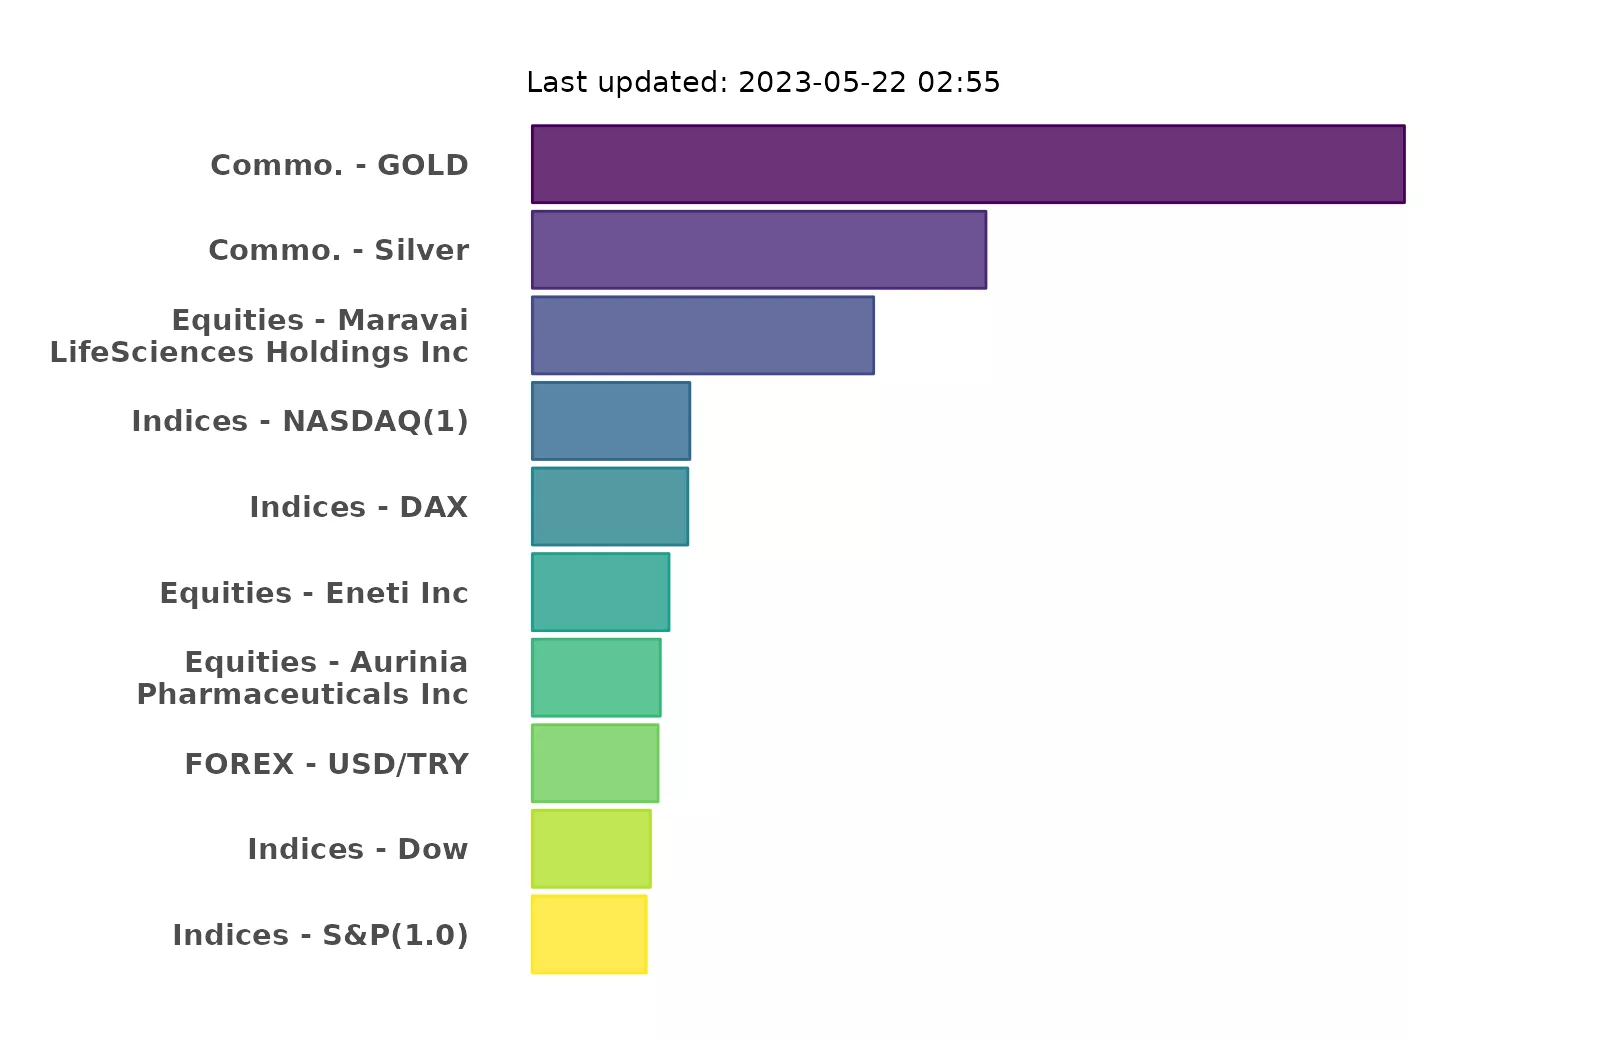 Last updated: 2023-05-22 02:55
Commo. - GOLD
Commo. - Silver
Equities - Maravai
LifeSciences Holdings Inc
Indices - NASDAQ(1)
Indices - DAX
Equities - Eneti Inc
Equities - Aurinia
Pharmaceuticals Inc
FOREX - USD/TRY
Indices - Dow
Indices - S&P(1.0)